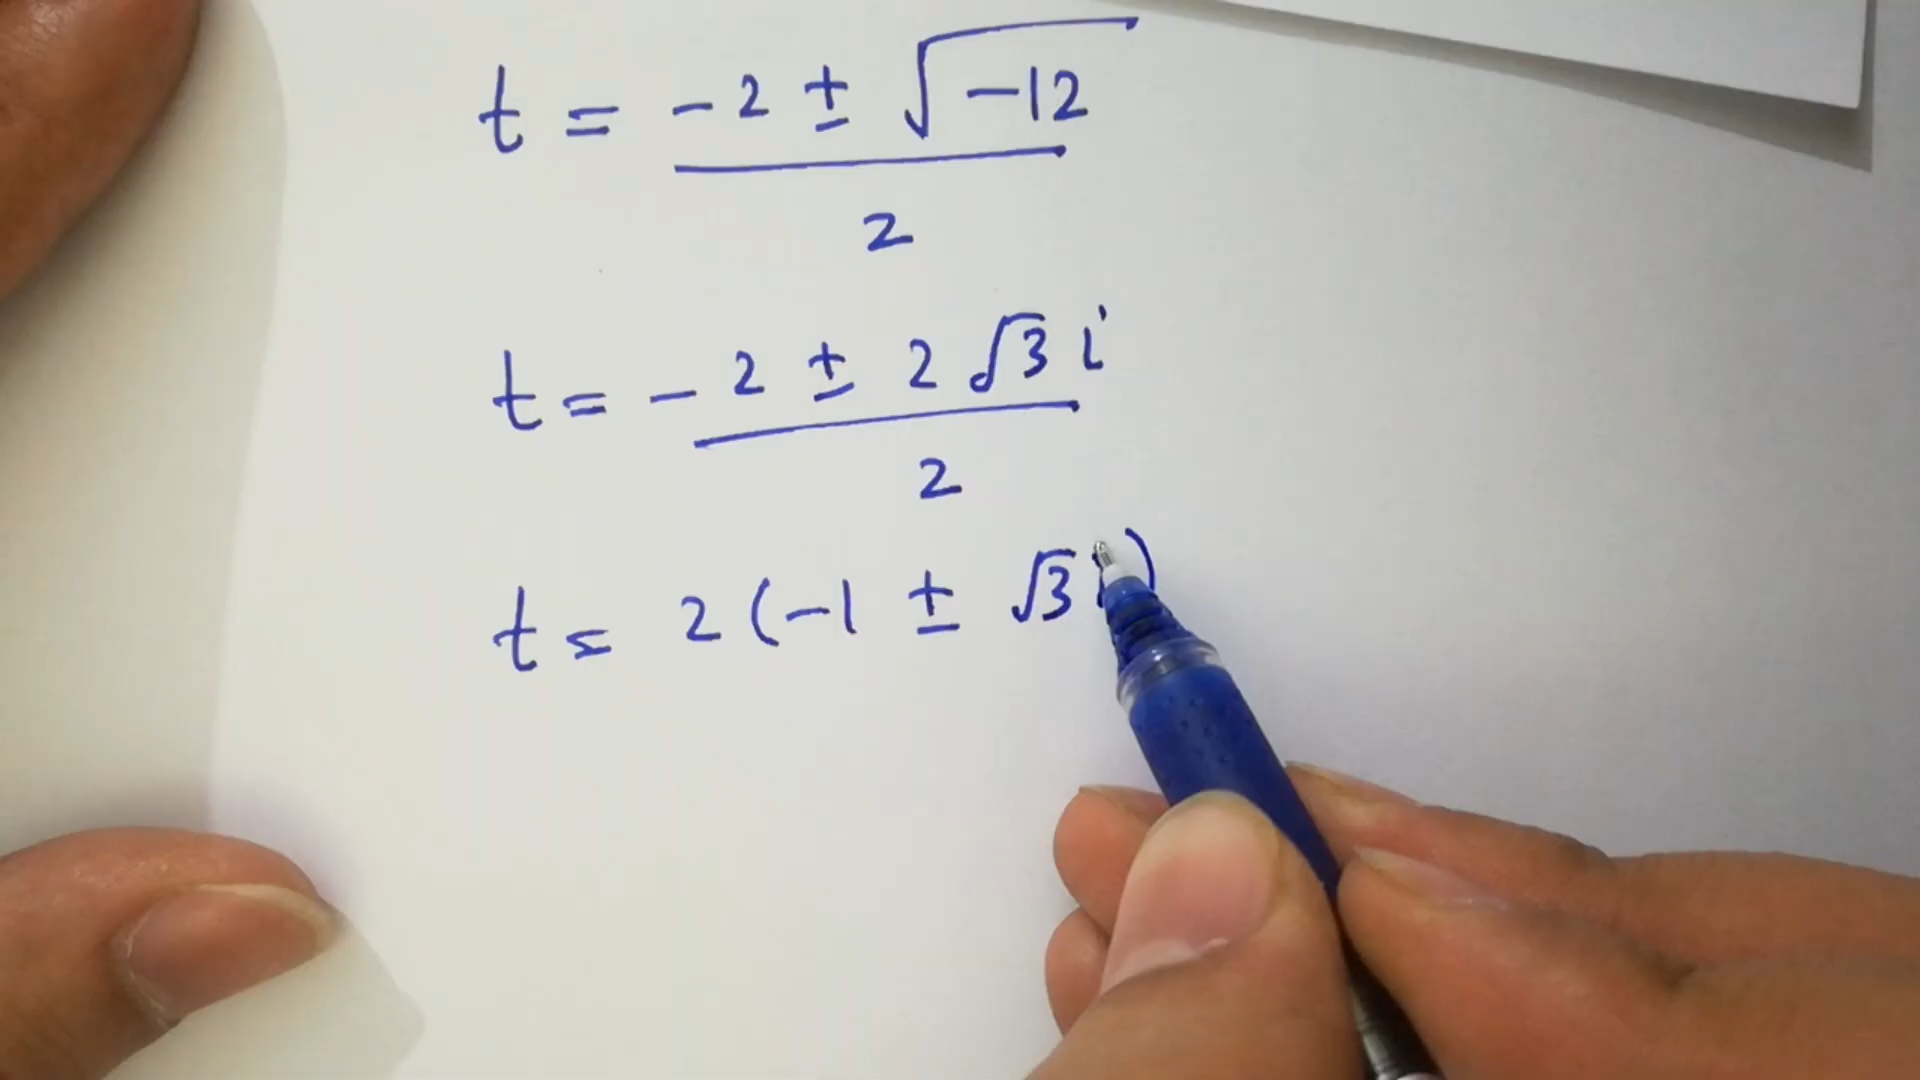 t = -2 ± √-12
2
t = -2 ± 2√3 i
2
t = 2(-1 ± √3 i)